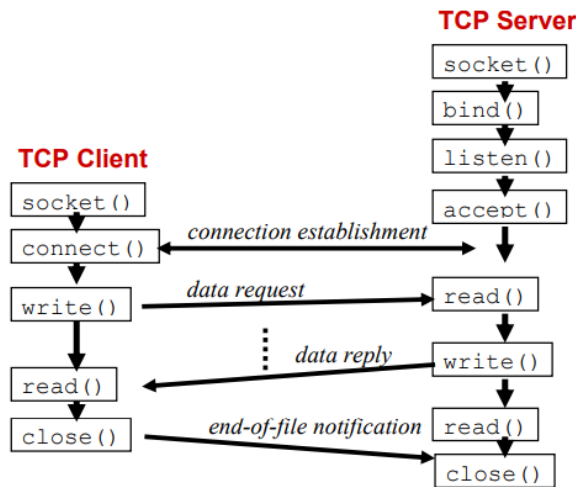 TCP Server
socket()
bind()
TCP Client
listen()
socket()
accept()
connection establishment
connect()
data request
write()
read()
data reply
write()
read()
end-of-file notification
read()
close()
close()